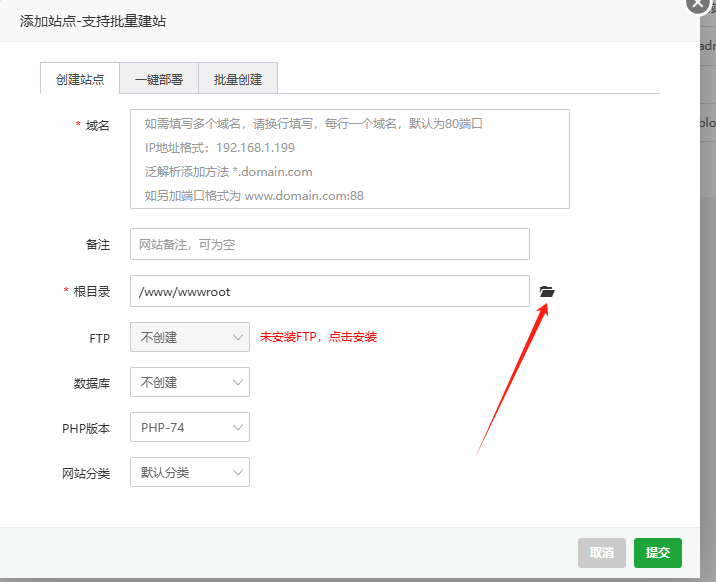 添加站点-支持批量建站
创建站点 一键部署 批量创建
* 域名
如需填写多个域名，请换行填写，每行一个域名，默认为80端口
IP地址格式：192.168.1.199
泛解析添加方法 *.domain.com
如另加端口格式为 www.domain.com:88
备注 网站备注，可为空
* 根目录 /www/wwwroot
FTP 不创建 未安装FTP，点击安装
数据库 不创建
PHP版本 PHP-74
网站分类 默认分类
取消 提交